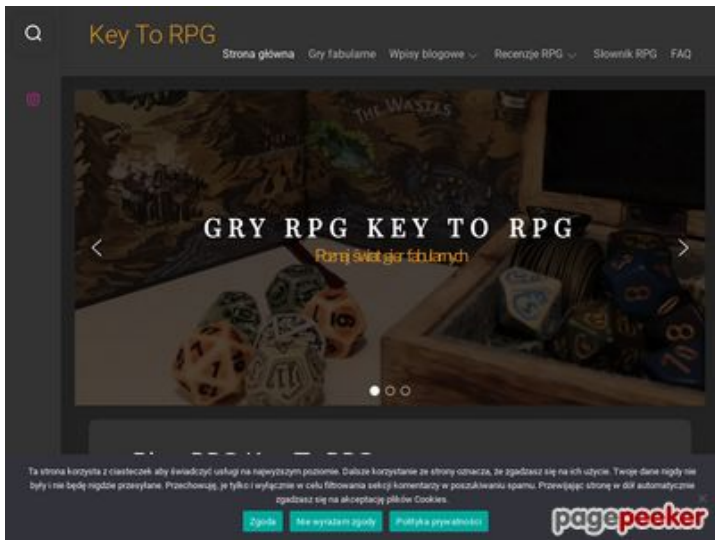 Key To RPG
Strona główna Gry fabularne Wpisy blogowe Recenzje RPG Słownik RPG FAQ
THE WASTES
GRY RPG KEY TO RPG
Poznaj świat gier fabularnych
Ta strona korzysta z ciasteczek aby świadczyć usługi na najwyższym poziomie. Dalsze korzystanie ze strony oznacza, że zgadzasz się na ich użycie. Twoje dane nigdy nie
były i nie będę nigdzie przesyłane. Przechowuję, je tylko i wyłącznie w celu filtrowania sekcji komentarzy w poszukiwaniu spamu. Przewijając stronę w dół automatycznie
zgadzasz się na akceptację plików Cookies.
Zgoda Nie wyrażam zgody Polityka prywatności
pagepeeker